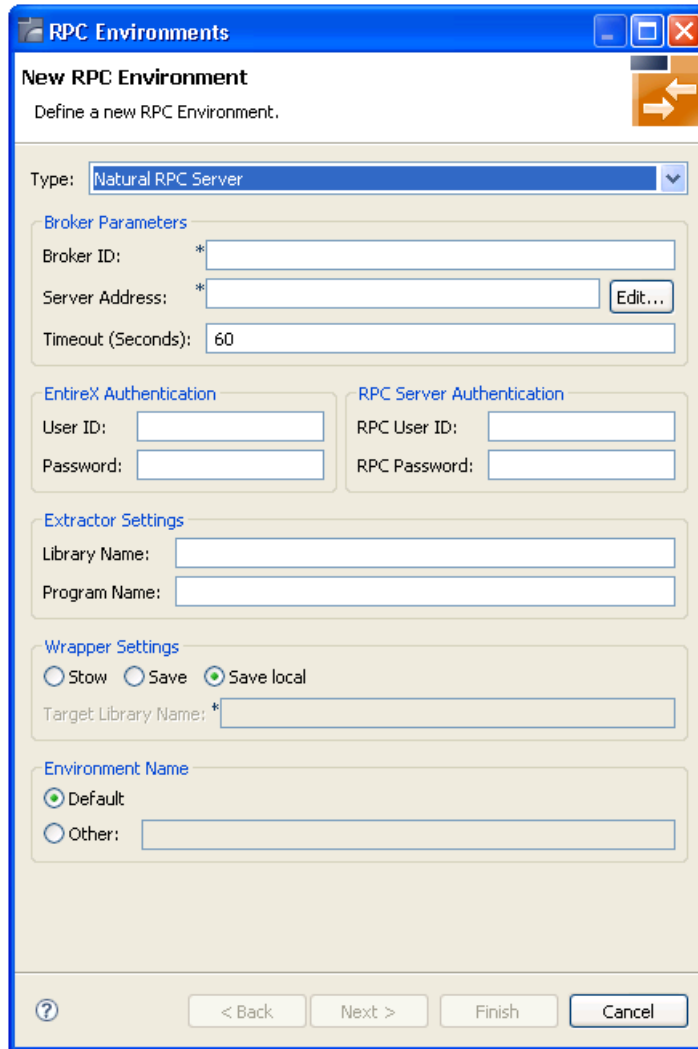 RPC Environments
New RPC Environment
Define a new RPC Environment.
Type: Natural RPC Server
Broker Parameters
Broker ID: *
Server Address: * Edit...
Timeout (Seconds): 60
EntireX Authentication RPC Server Authentication
User ID: RPC User ID:
Password: RPC Password:
Extractor Settings
Library Name:
Program Name:
Wrapper Settings
Stow Save Save local
Target Library Name: *
Environment Name
Default
Other:
? < Back Next > Finish Cancel